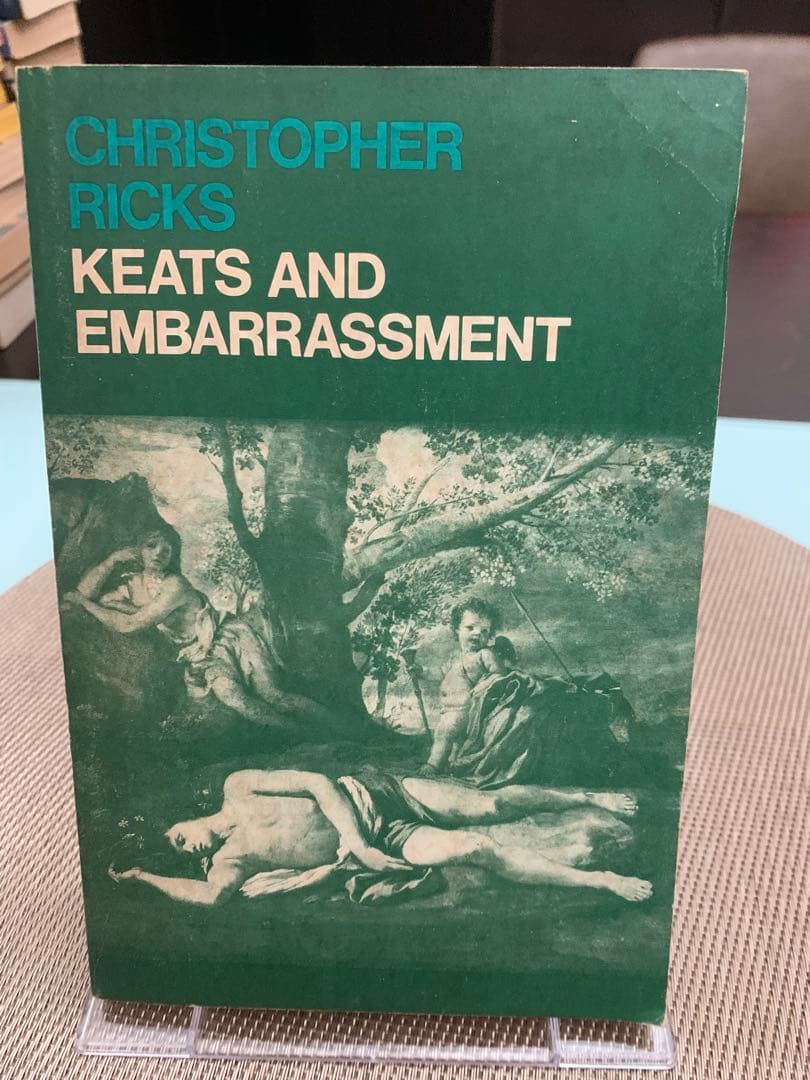 CHRISTOPHER
RICKS
KEATS AND
EMBARRASSMENT